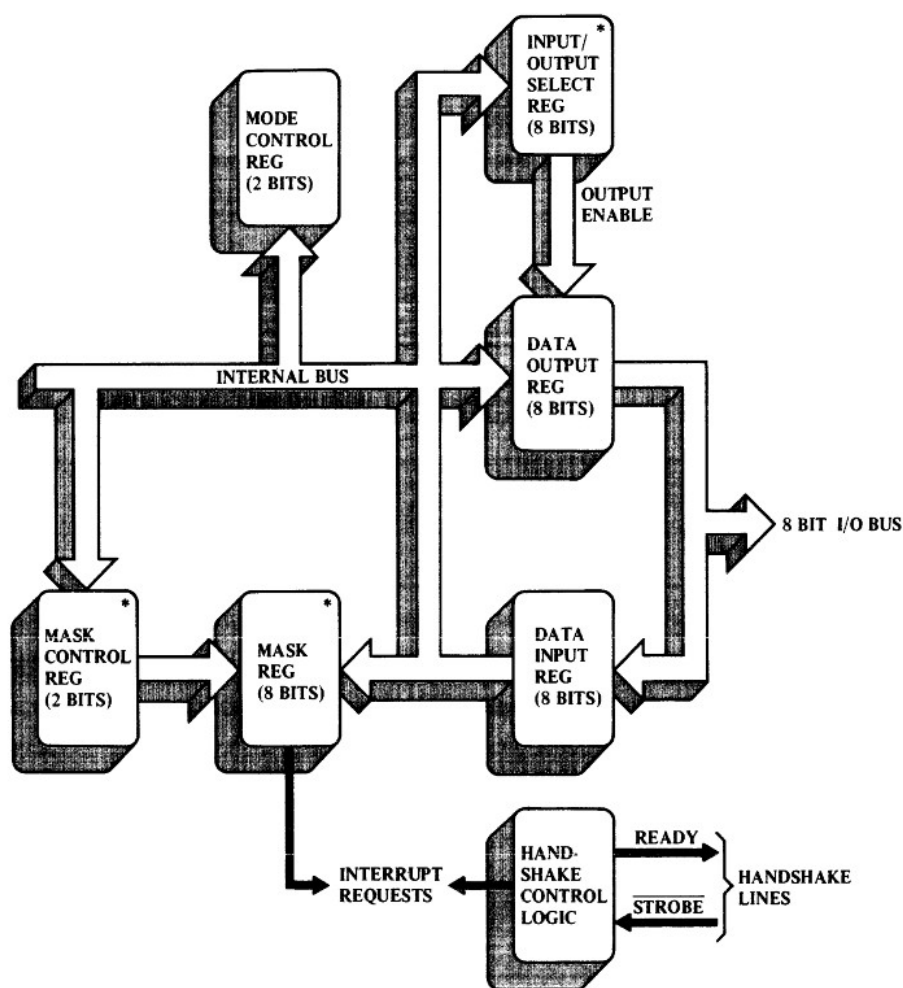 *
INPUT/
OUTPUT
SELECT
REG
(8 BITS)
MODE
CONTROL
REG
(2 BITS)
OUTPUT
ENABLE
INTERNAL BUS
DATA
OUTPUT
REG
(8 BITS)
8 BIT I/O BUS
*
MASK
CONTROL
REG
(2 BITS)
*
MASK
REG
(8 BITS)
DATA
INPUT
REG
(8 BITS)
INTERRUPT
REQUESTS
HAND-
SHAKE
CONTROL
LOGIC
READY
STROBE
HANDSHAKE
LINES